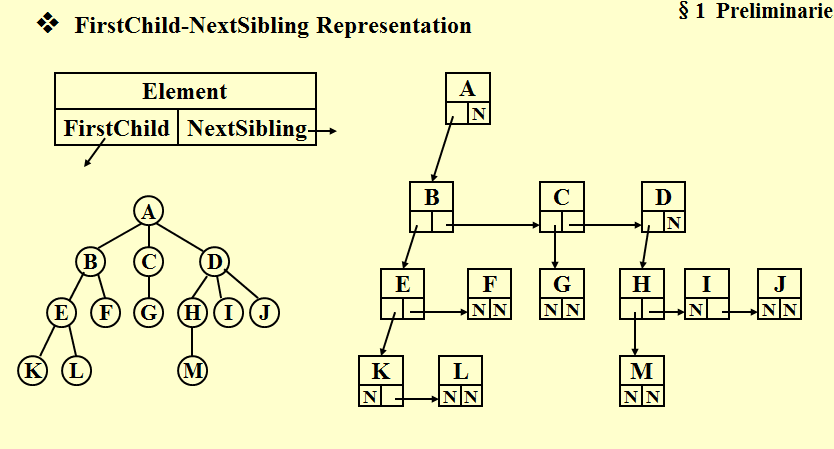 § 1 Preliminarie
❖ FirstChild-NextSibling Representation
Element
FirstChild NextSibling
A
N
B C D
N
E F G H I J
N N N N N N N
K L M
N N N N N
A
B C D
E F G H I J
K L M